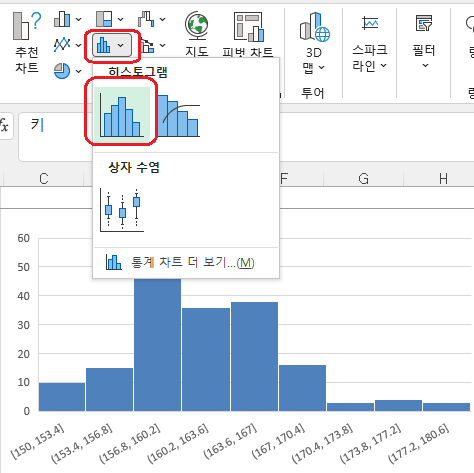 추천
차트
지도
피벗 차트
3D
맵
스파크
라인
필터
투어
히스토그램
fx
키
상자 수염
C
F
G
H
통계 차트 더 보기...(M)
60
50
40
30
20
10
0
[150, 153.4]
(153.4, 156.8]
(156.8, 160.2]
(160.2, 163.6]
(163.6, 167]
(167, 170.4]
(170.4, 173.8]
(173.8, 177.2]
(177.2, 180.6]